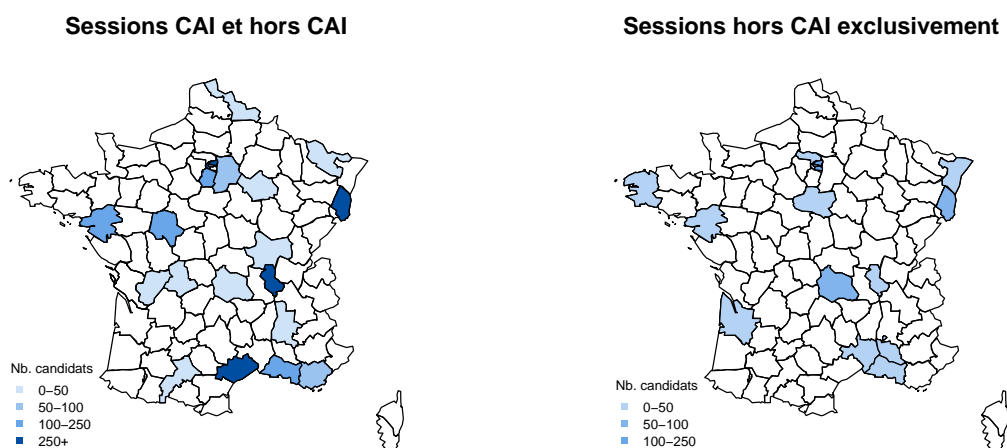 Sessions CAI et hors CAI
Nb. candidats
0−50
50−100
100−250
250+
Sessions hors CAI exclusivement
Nb. candidats
0−50
50−100
100−250